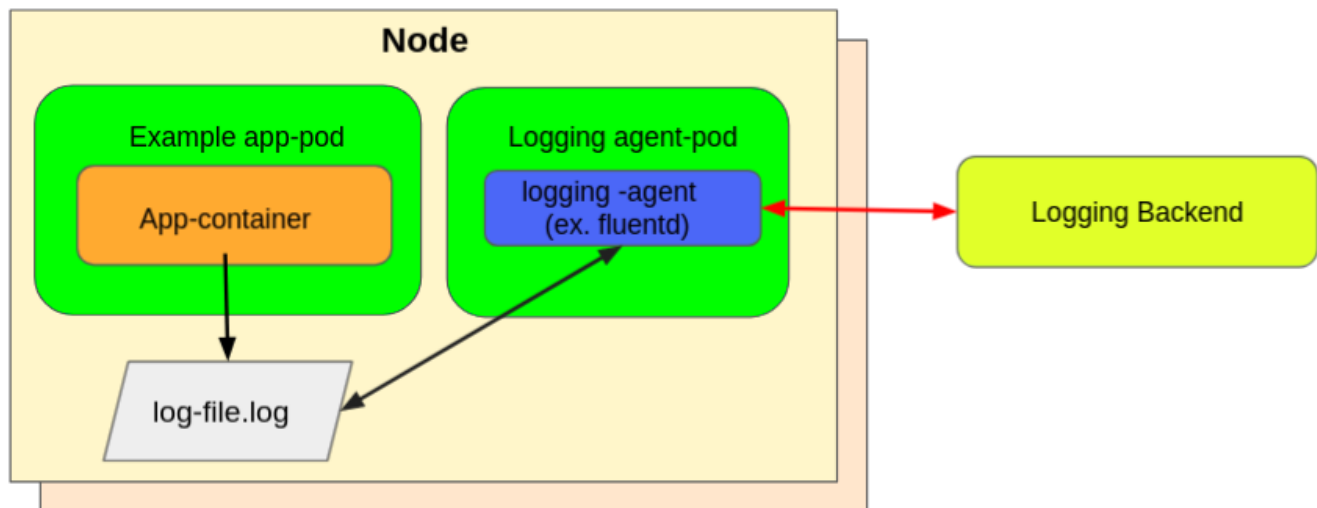 Node
Example app-pod
App-container
Logging agent-pod
logging -agent
(ex. fluentd)
Logging Backend
log-file.log